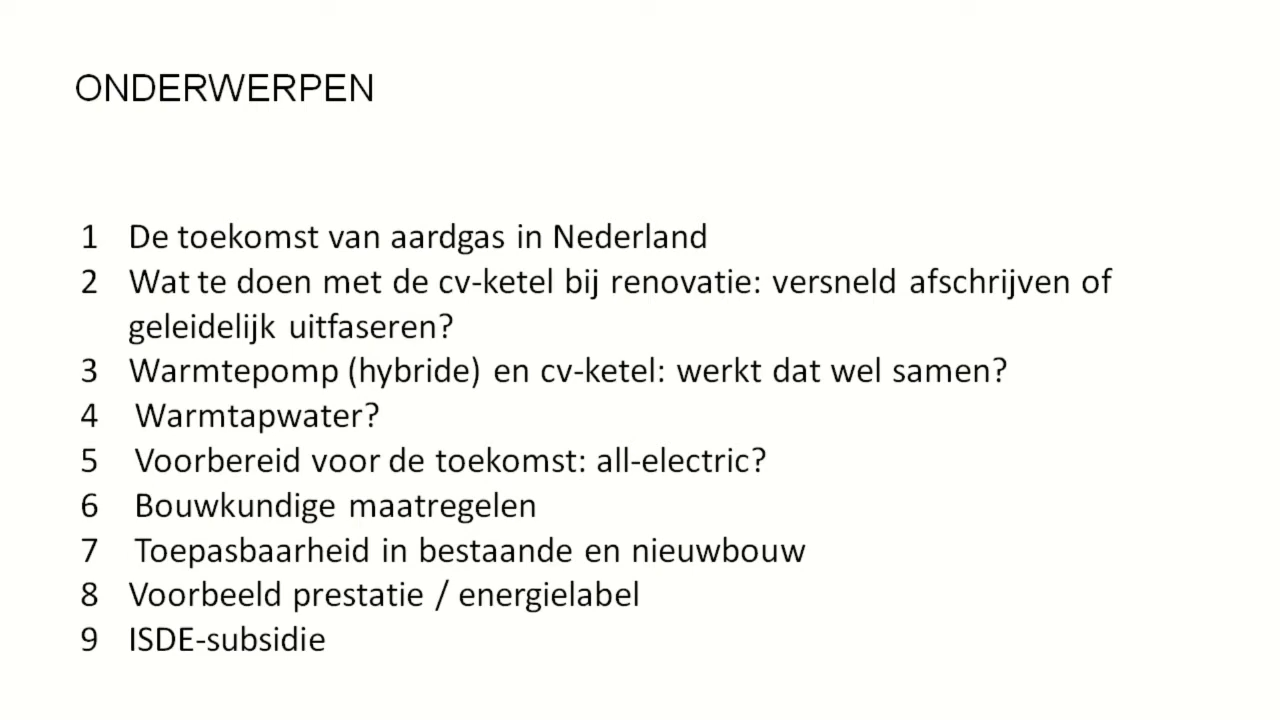 ONDERWERPEN
1 De toekomst van aardgas in Nederland
2 Wat te doen met de cv-ketel bij renovatie: versneld afschrijven of
geleidelijk uitfaseren?
3 Warmtepomp (hybride) en cv-ketel: werkt dat wel samen?
4 Warmtapwater?
5 Voorbereid voor de toekomst: all-electric?
6 Bouwkundige maatregelen
7 Toepasbaarheid in bestaande en nieuwbouw
8 Voorbeeld prestatie / energielabel
9 ISDE-subsidie